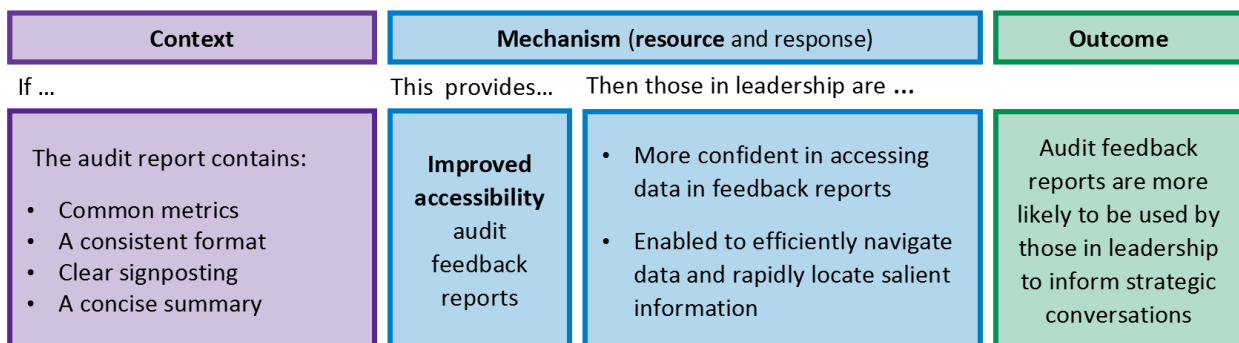 Context
Mechanism (resource and response)
Outcome
If …
This provides…
Then those in leadership are …
The audit report contains:
• Common metrics
• A consistent format
• Clear signposting
• A concise summary
Improved
accessibility
audit
feedback
reports
• More confident in accessing
data in feedback reports
• Enabled to efficiently navigate
data and rapidly locate salient
information
Audit feedback
reports are more
likely to be used by
those in leadership
to inform strategic
conversations